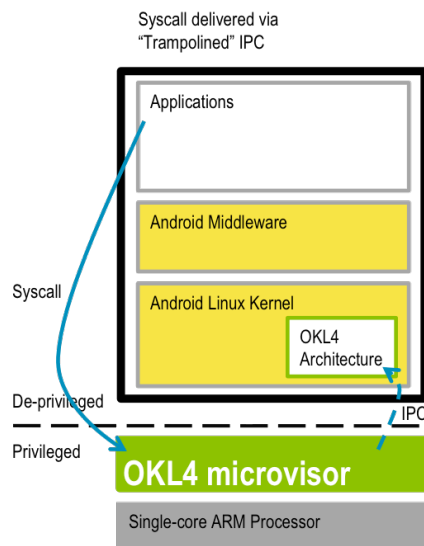 Syscall delivered via
“Trampolined” IPC
Applications
Android Middleware
Syscall
Android Linux Kernel
OKL4
Architecture
De-privileged
IPC
Privileged
OKL4 microvisor
Single-core ARM Processor